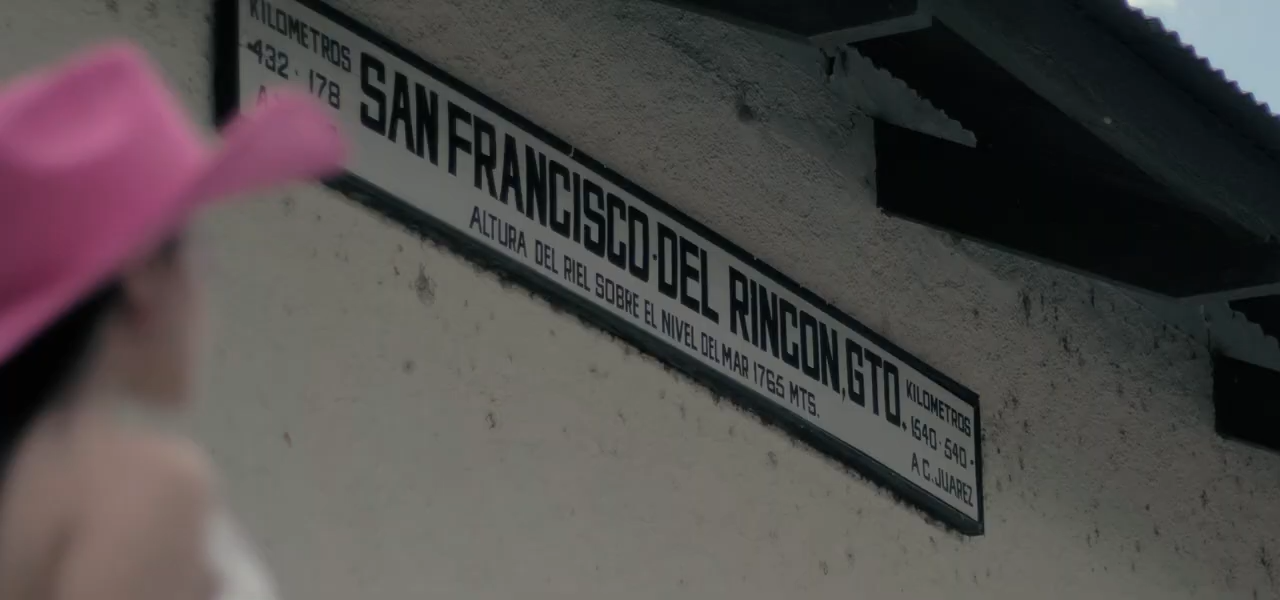 KILOMETROS
432·178
SAN FRANCISCO·DEL RINCON,GTO.
ALTURA DEL RIEL SOBRE EL NIVEL DEL MAR 1765 MTS.
KILOMETROS
1540·540·
A C. JUAREZ